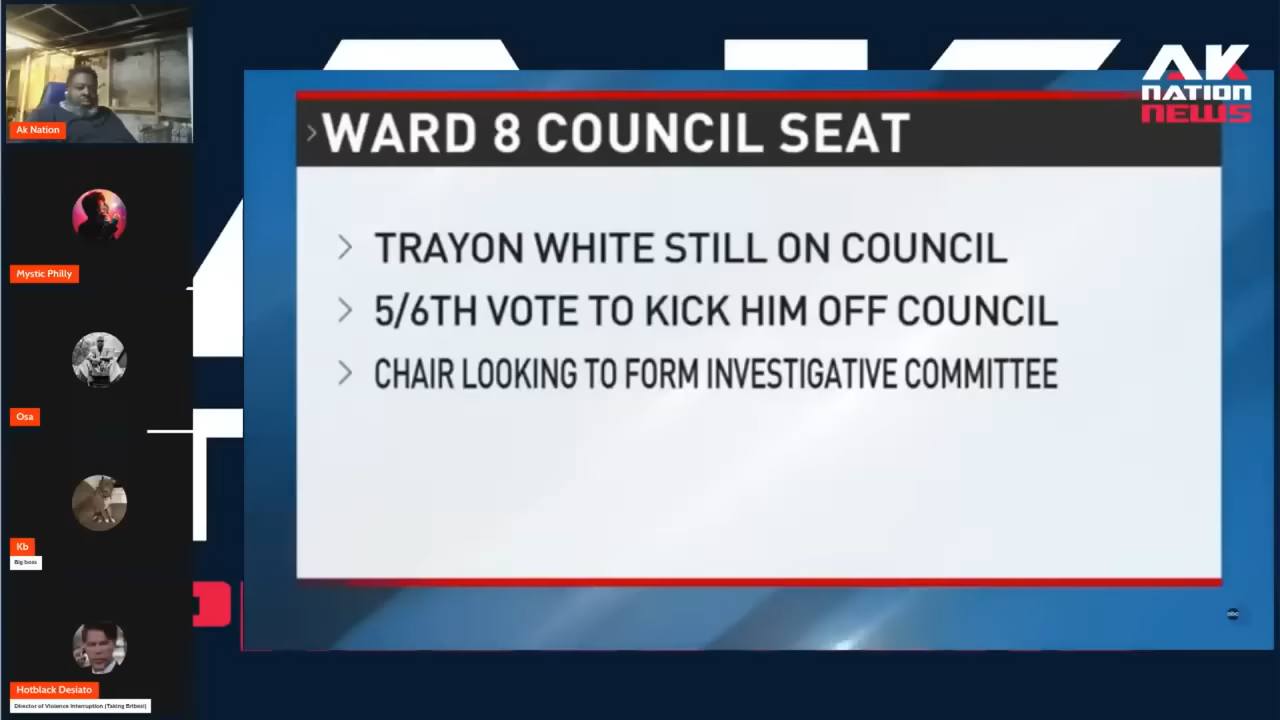 Ak Nation
Mystic Philly
Osa
Kb
Big boss
Hotblack Desiato
Director of Violence Interruption (Taking Bribes)
AK
NATION
NEWS
WARD 8 COUNCIL SEAT
TRAYON WHITE STILL ON COUNCIL
5/6TH VOTE TO KICK HIM OFF COUNCIL
CHAIR LOOKING TO FORM INVESTIGATIVE COMMITTEE
abc